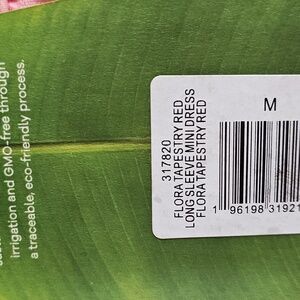 irrigation and GMO-free through
a traceable, eco-friendly process.
317820
FLORA TAPESTRY RED
LONG SLEEVE MINI DRESS
FLORA TAPESTRY RED
M
1 96198 31921